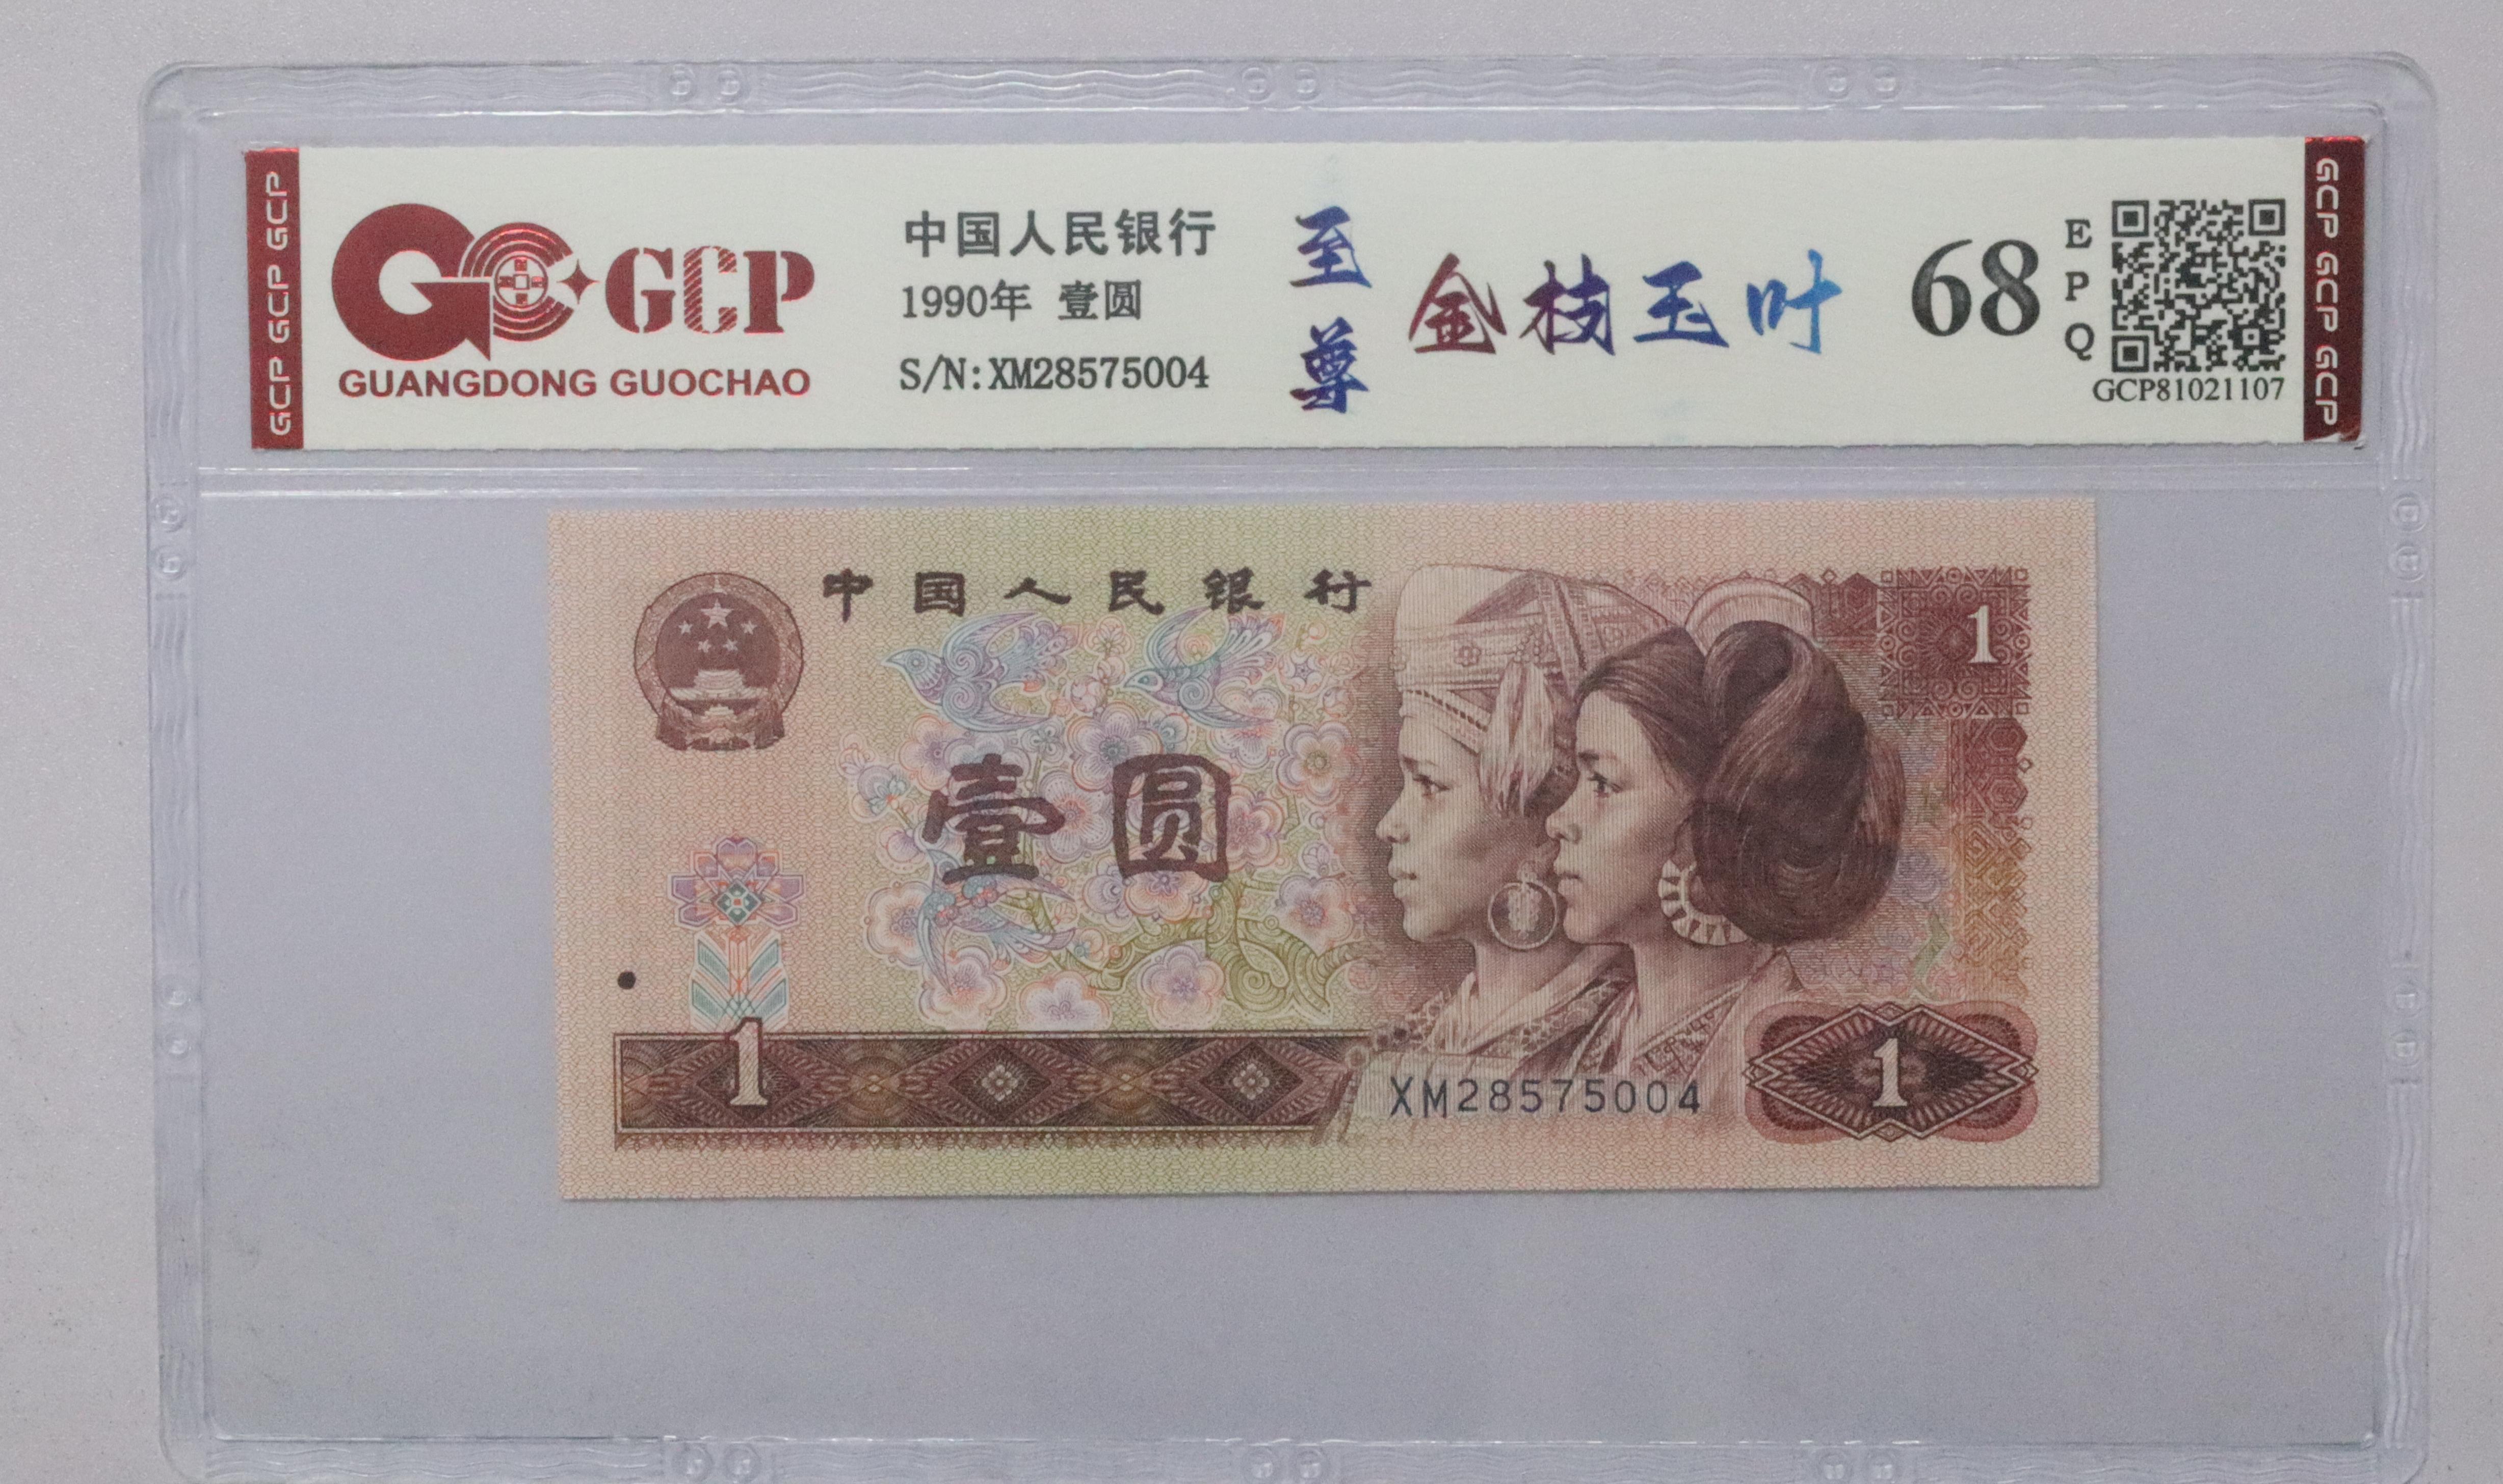 GCP GCP GCP
GCP
GUANGDONG GUOCHAO
中国人民银行
1990年 壹圆
S/N:XM28575004
至尊
金枝玉叶
68
EPQ
GCP81021107
GCP GCP GCP
中国人民银行
1
壹圆
1
XM28575004
1